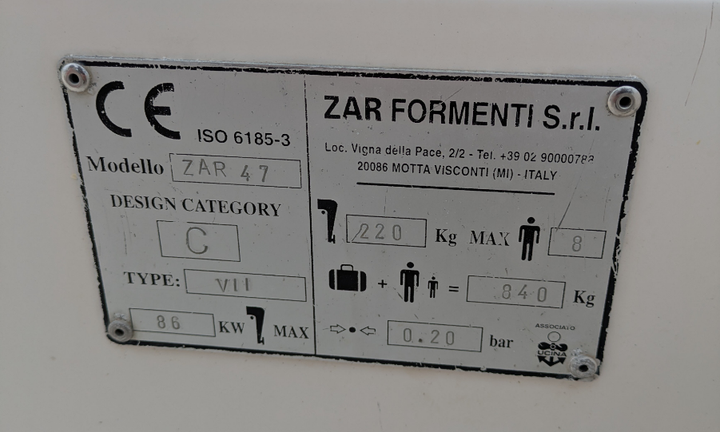 CE
ISO 6185-3
Modello ZAR 47
DESIGN CATEGORY
C
TYPE: VII
86 KW MAX
ZAR FORMENTI S.r.l.
Loc. Vigna della Pace, 2/2 - Tel. +39 02 90000783
20086 MOTTA VISCONTI (MI) - ITALY
220 Kg MAX 8
+ = 840 Kg
0.20 bar
ASSOCIATO
UCINA